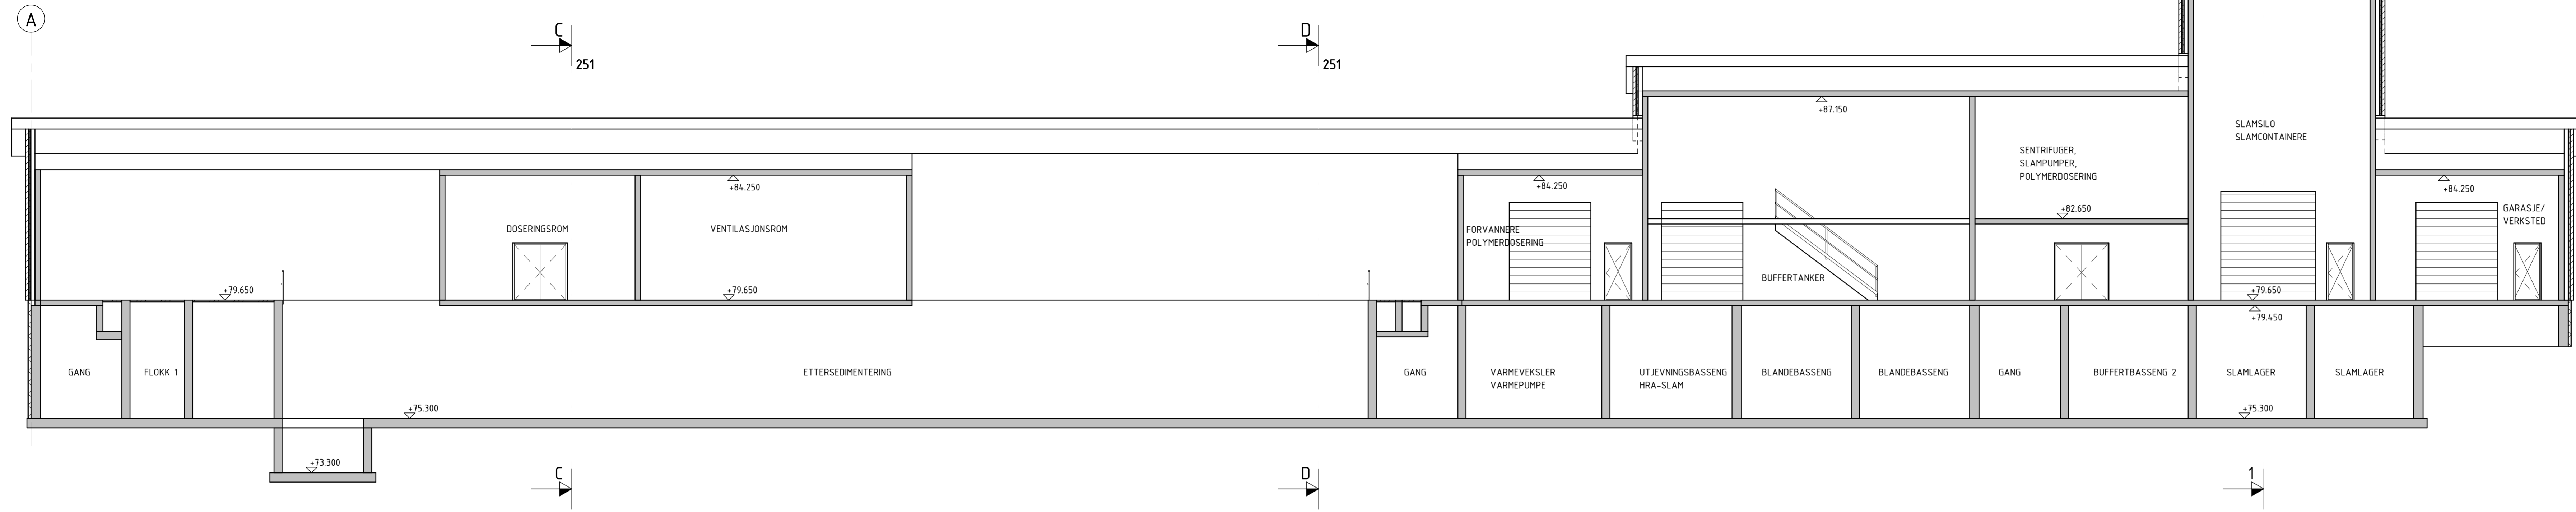 A
C
251
D
251
+87.150
SLAMSILO
SLAMCONTAINERE
SENTRIFUGER,
SLAMPUMPER,
POLYMERDOSERING
+84.250
+84.250
+84.250
+82.650
GARASJE/
VERKSTED
DOSERINGSROM
VENTILASJONSROM
FORVANNERE
POLYMERDOSERING
BUFFERTANKER
+79.650
+79.650
+79.650
+79.450
GANG
FLOKK 1
ETTERSEDIMENTERING
GANG
VARMEVEKSLER
VARMEPUMPE
UTJEVNINGSBASSENG
HRA-SLAM
BLANDEBASSENG
BLANDEBASSENG
GANG
BUFFERTBASSENG 2
SLAMLAGER
SLAMLAGER
+75.300
+75.300
+73.300
C
D
1